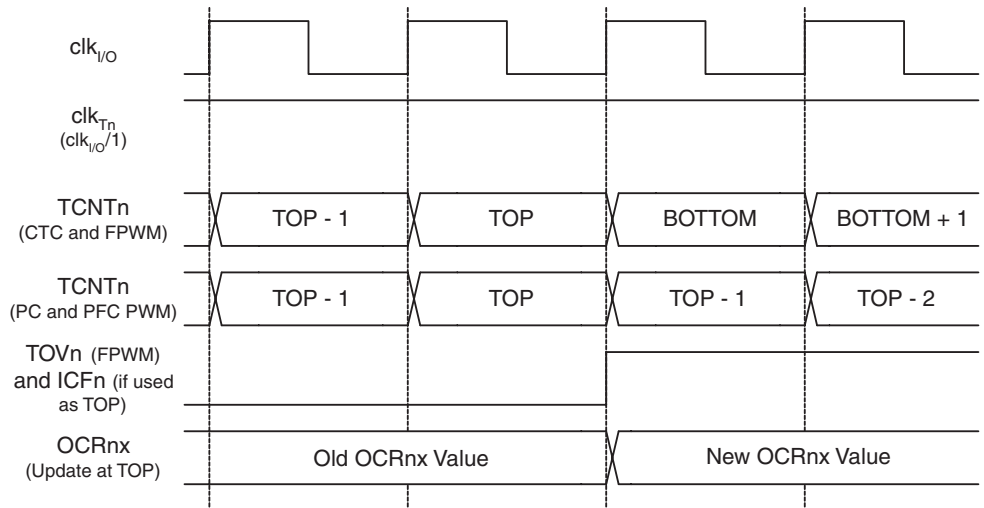 clkI/O
clkTn
(clkI/O/1)
TCNTn
(CTC and FPWM)
TOP - 1
TOP
BOTTOM
BOTTOM + 1
TCNTn
(PC and PFC PWM)
TOP - 1
TOP
TOP - 1
TOP - 2
TOVn (FPWM)
and ICFn (if used
as TOP)
OCRnx
(Update at TOP)
Old OCRnx Value
New OCRnx Value